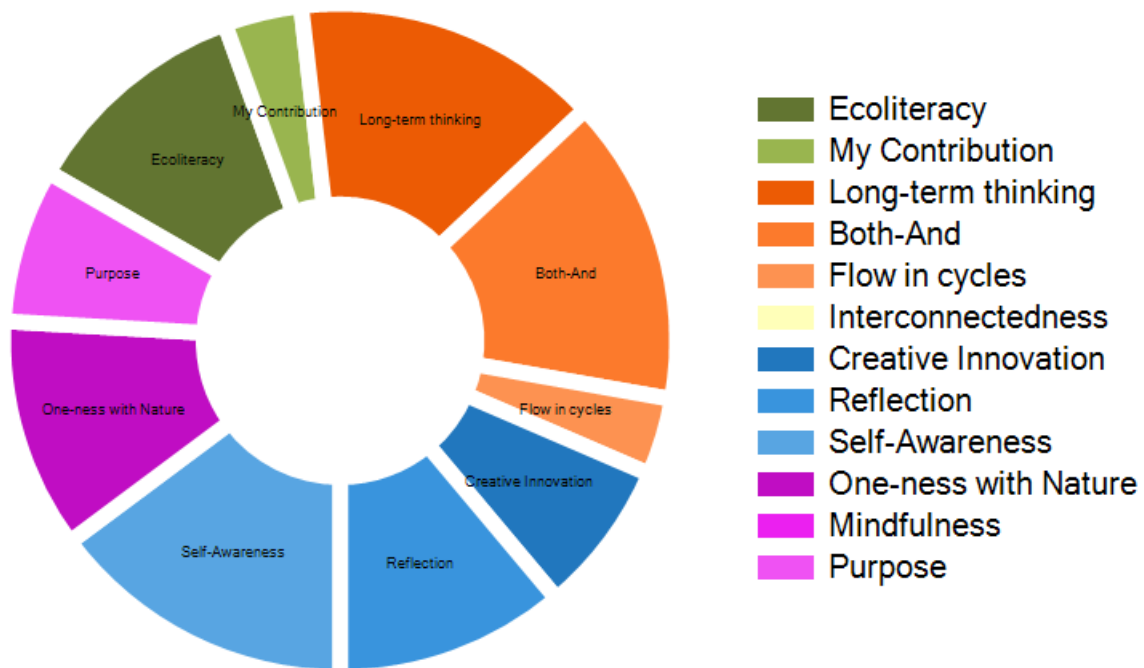 My Contribution
Long-term thinking
Ecoliteracy
Both-And
Purpose
One-ness with Nature
Flow in cycles
Creative Innovation
Self-Awareness
Reflection
Ecoliteracy
My Contribution
Long-term thinking
Both-And
Flow in cycles
Interconnectedness
Creative Innovation
Reflection
Self-Awareness
One-ness with Nature
Mindfulness
Purpose